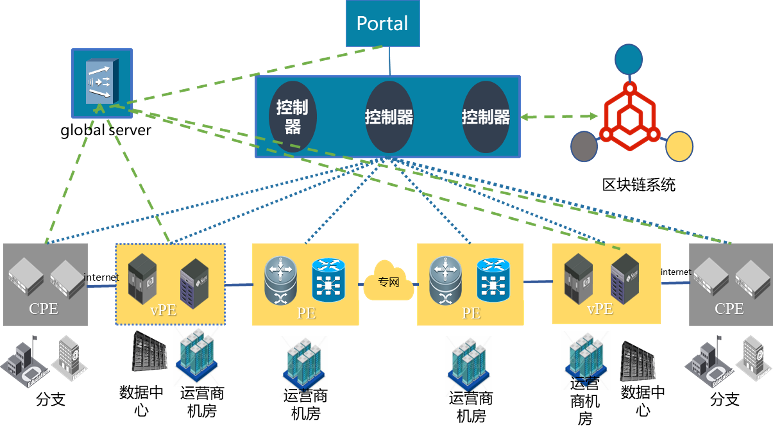 Portal
控制
器
控制器
控制器
global server
区块链系统
internet
专网
internet
CPE
vPE
PE
PE
vPE
CPE
分支
数据中
心
运营商
机房
运营商
机房
运营商
机房
运营
商机
房
数据中
心
分支